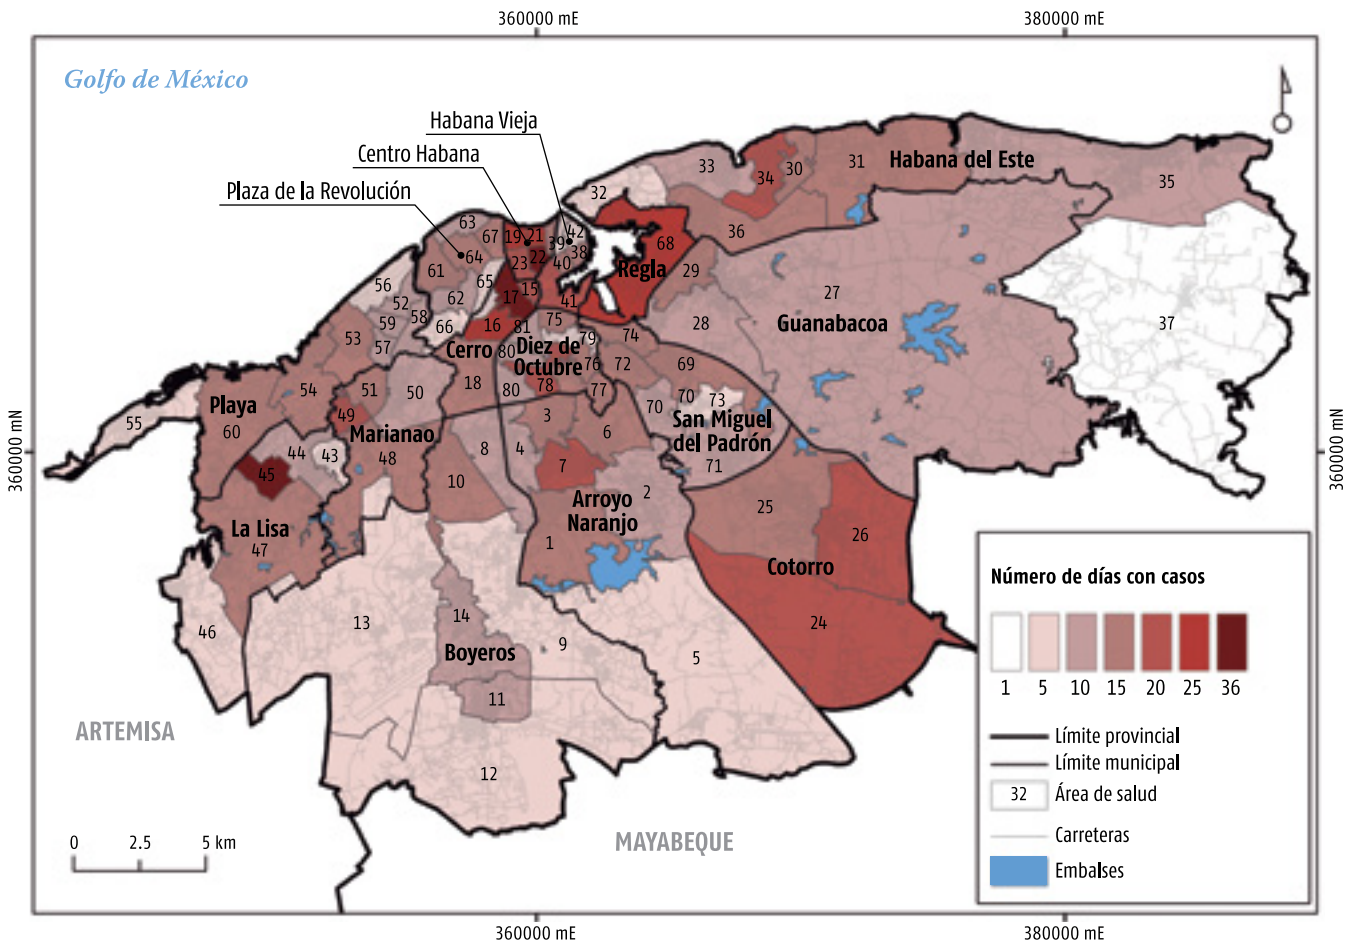 360000 mE
380000 mE
Golfo de México
Habana Vieja
Centro Habana
Plaza de la Revolución
33
34
30
31
Habana del Este
35
32
36
63
67
19
21
39
42
38
64
23
22
40
68
Regla
61
65
29
56
62
17
15
41
27
37
52
58
66
16
81
75
28
Guanabacoa
59
57
53
Cerro
80
Diez de
Octubre
79
74
76
72
69
54
51
50
18
80
78
77
70
70
73
55
Playa
60
49
Marianao
3
6
San Miguel
del Padrón
44
43
48
8
4
71
45
7
360000 mN
360000 mN
10
2
Arroyo
Naranjo
25
La Lisa
47
1
26
Cotorro
46
13
14
Boyeros
9
5
24
11
12
ARTEMISA
MAYABEQUE
0 2.5 5 km
Número de días con casos
1 5 10 15 20 25 36
Límite provincial
Límite municipal
32 Área de salud
Carreteras
Embalses
360000 mE
380000 mE